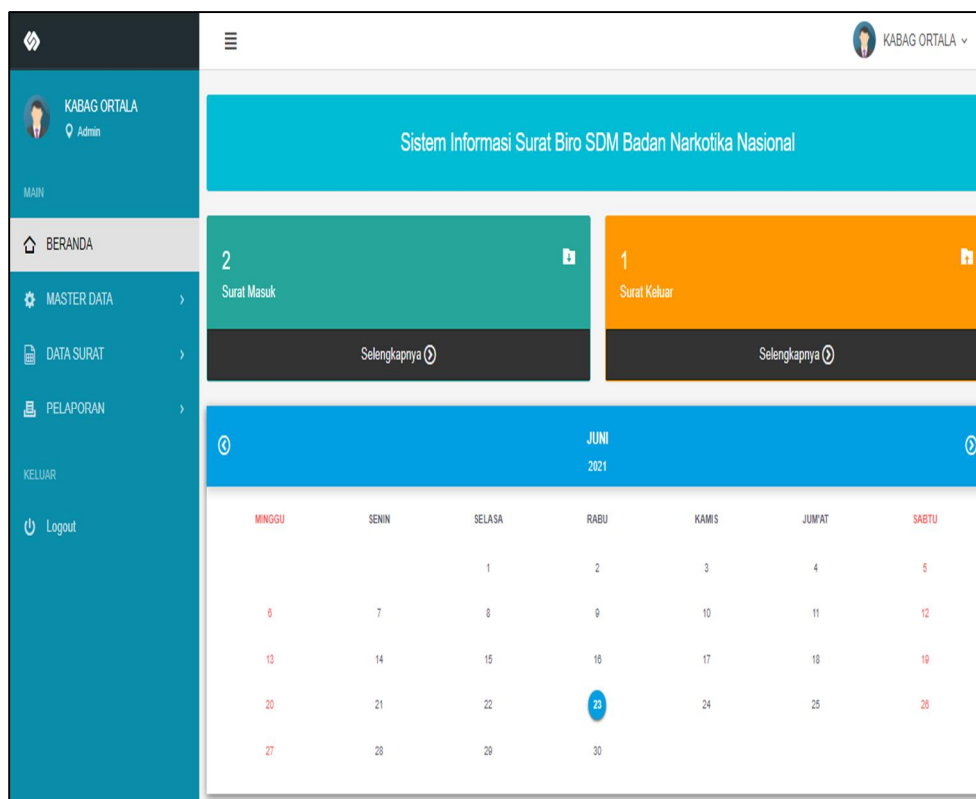 KABAG ORTALA
KABAG ORTALA
Admin
MAIN
BERANDA
MASTER DATA
DATA SURAT
PELAPORAN
KELUAR
Logout
Sistem Informasi Surat Biro SDM Badan Narkotika Nasional
2
Surat Masuk
Selengkapnya
1
Surat Keluar
Selengkapnya
JUNI
2021
MINGGU SENIN SELASA RABU KAMIS JUM'AT SABTU
1 2 3 4 5
6 7 8 9 10 11 12
13 14 15 16 17 18 19
20 21 22 23 24 25 26
27 28 29 30